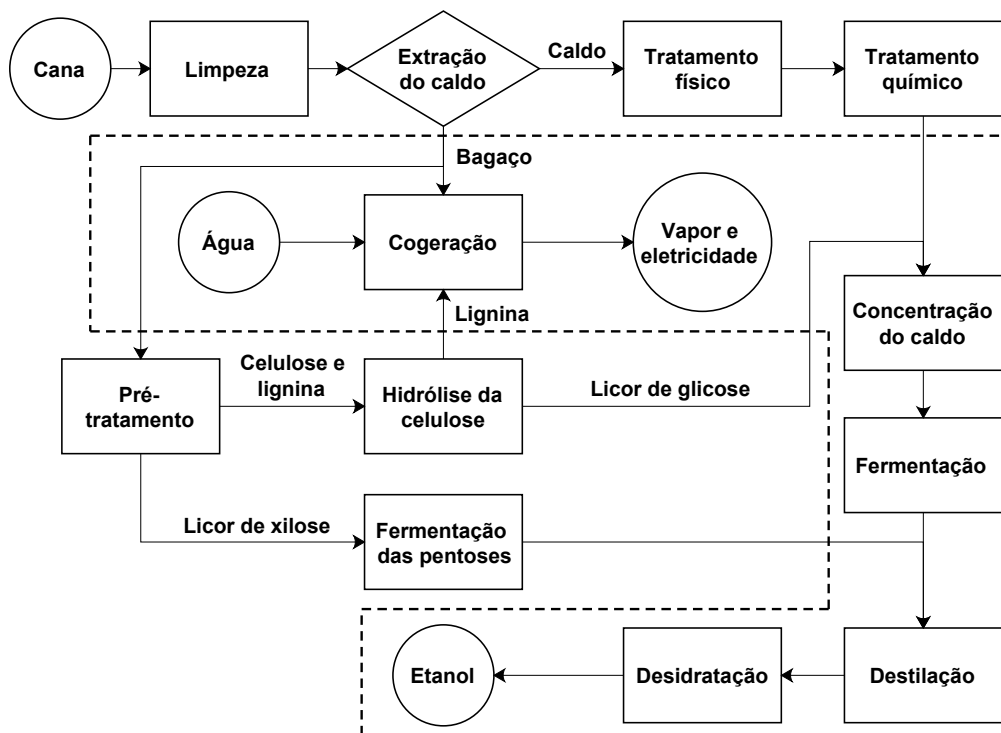 Cana
Limpeza
Extração
do caldo
Caldo
Tratamento
físico
Tratamento
químico
Bagaço
Água
Cogeração
Vapor e
eletricidade
Lignina
Concentração
do caldo
Pré-
tratamento
Celulose e
lignina
Hidrólise da
celulose
Licor de glicose
Fermentação
Licor de xilose
Fermentação
das pentoses
Etanol
Desidratação
Destilação